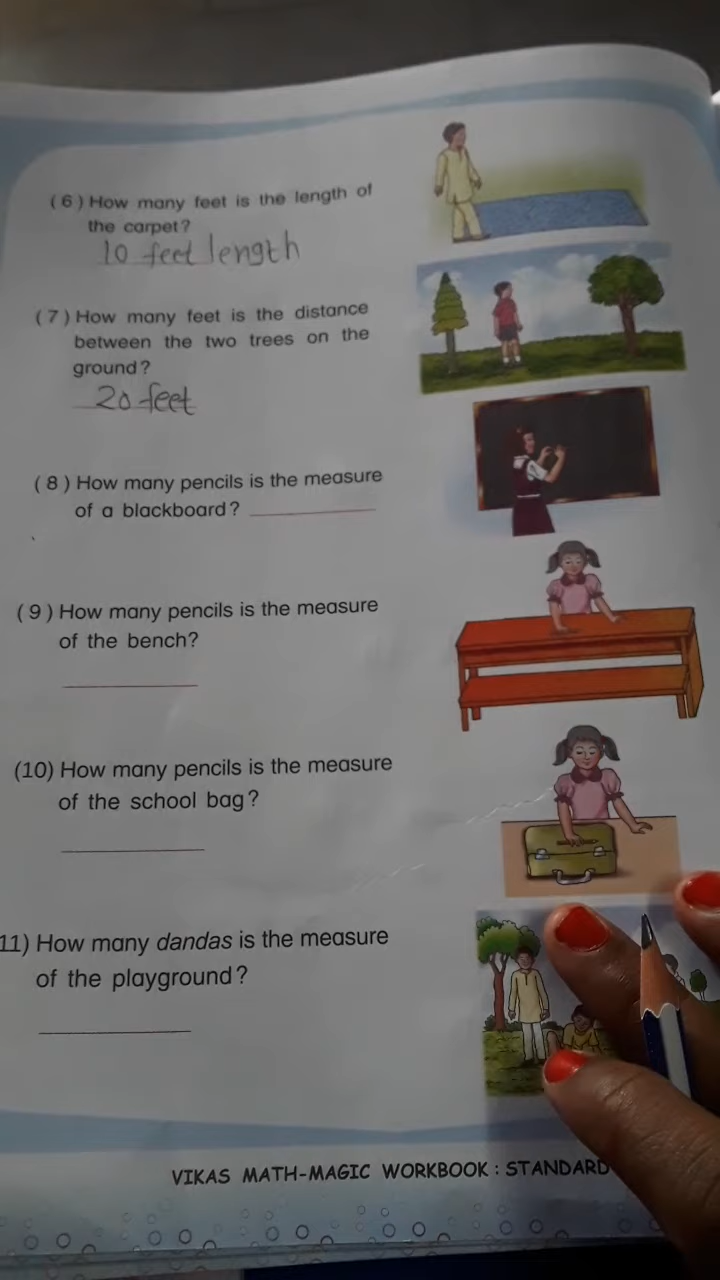 (6) How many feet is the length of
the carpet?
10 feet length
(7) How many feet is the distance
between the two trees on the
ground?
20 feet
(8) How many pencils is the measure
of a blackboard?
(9) How many pencils is the measure
of the bench?
(10) How many pencils is the measure
of the school bag?
11) How many dandas is the measure
of the playground?
VIKAS MATH-MAGIC WORKBOOK : STANDARD